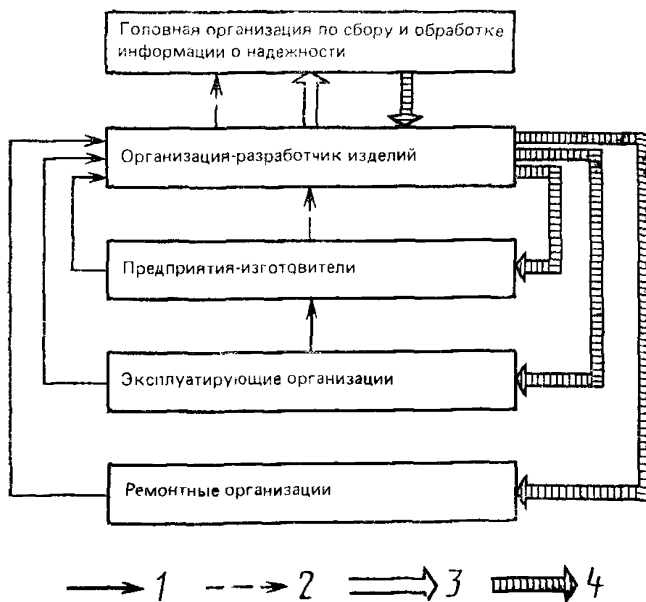 Головная организация по сбору и обработке
информации о надежности
Организация-разработчик изделий
Предприятия-изготовители
Эксплуатирующие организации
Ремонтные организации
1 2 3 4